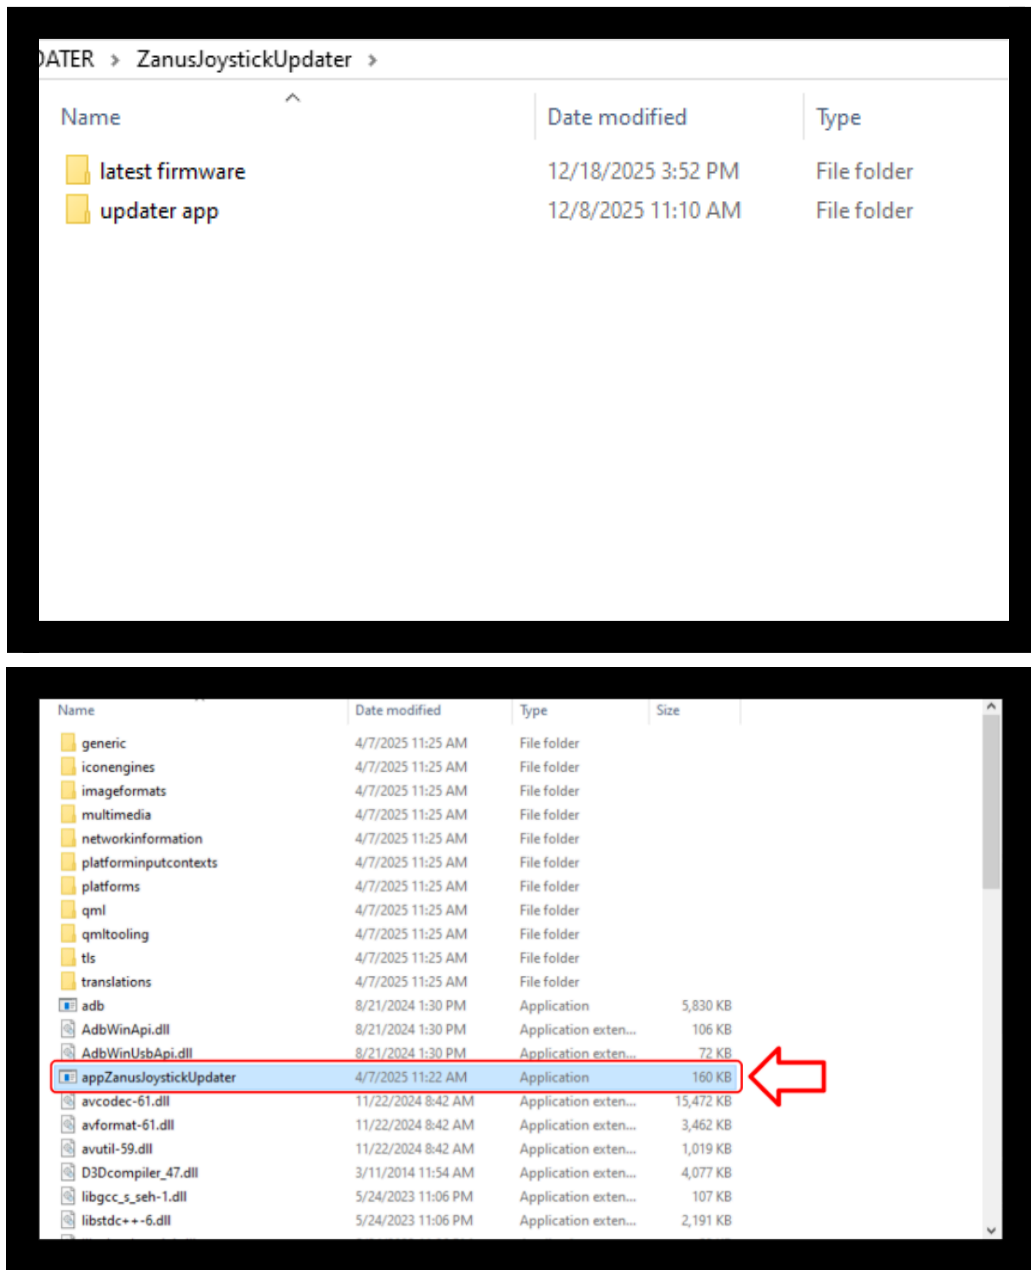 DATER > ZanusJoystickUpdater >
Name Date modified Type
latest firmware 12/18/2025 3:52 PM File folder
updater app 12/8/2025 11:10 AM File folder
Name Date modified Type Size
generic 4/7/2025 11:25 AM File folder
iconengines 4/7/2025 11:25 AM File folder
imageformats 4/7/2025 11:25 AM File folder
multimedia 4/7/2025 11:25 AM File folder
networkinformation 4/7/2025 11:25 AM File folder
platforminputcontexts 4/7/2025 11:25 AM File folder
platforms 4/7/2025 11:25 AM File folder
qml 4/7/2025 11:25 AM File folder
qmltooling 4/7/2025 11:25 AM File folder
tls 4/7/2025 11:25 AM File folder
translations 4/7/2025 11:25 AM File folder
adb 8/21/2024 1:30 PM Application 5,830 KB
AdbWinApi.dll 8/21/2024 1:30 PM Application exten... 106 KB
AdbWinUsbApi.dll 8/21/2024 1:30 PM Application exten... 72 KB
appZanusJoystickUpdater 4/7/2025 11:22 AM Application 160 KB
avcodec-61.dll 11/22/2024 8:42 AM Application exten... 15,472 KB
avformat-61.dll 11/22/2024 8:42 AM Application exten... 3,462 KB
avutil-59.dll 11/22/2024 8:42 AM Application exten... 1,019 KB
D3Dcompiler_47.dll 3/11/2014 11:54 AM Application exten... 4,077 KB
libgcc_s_seh-1.dll 5/24/2023 11:06 PM Application exten... 107 KB
libstdc++-6.dll 5/24/2023 11:06 PM Application exten... 2,191 KB